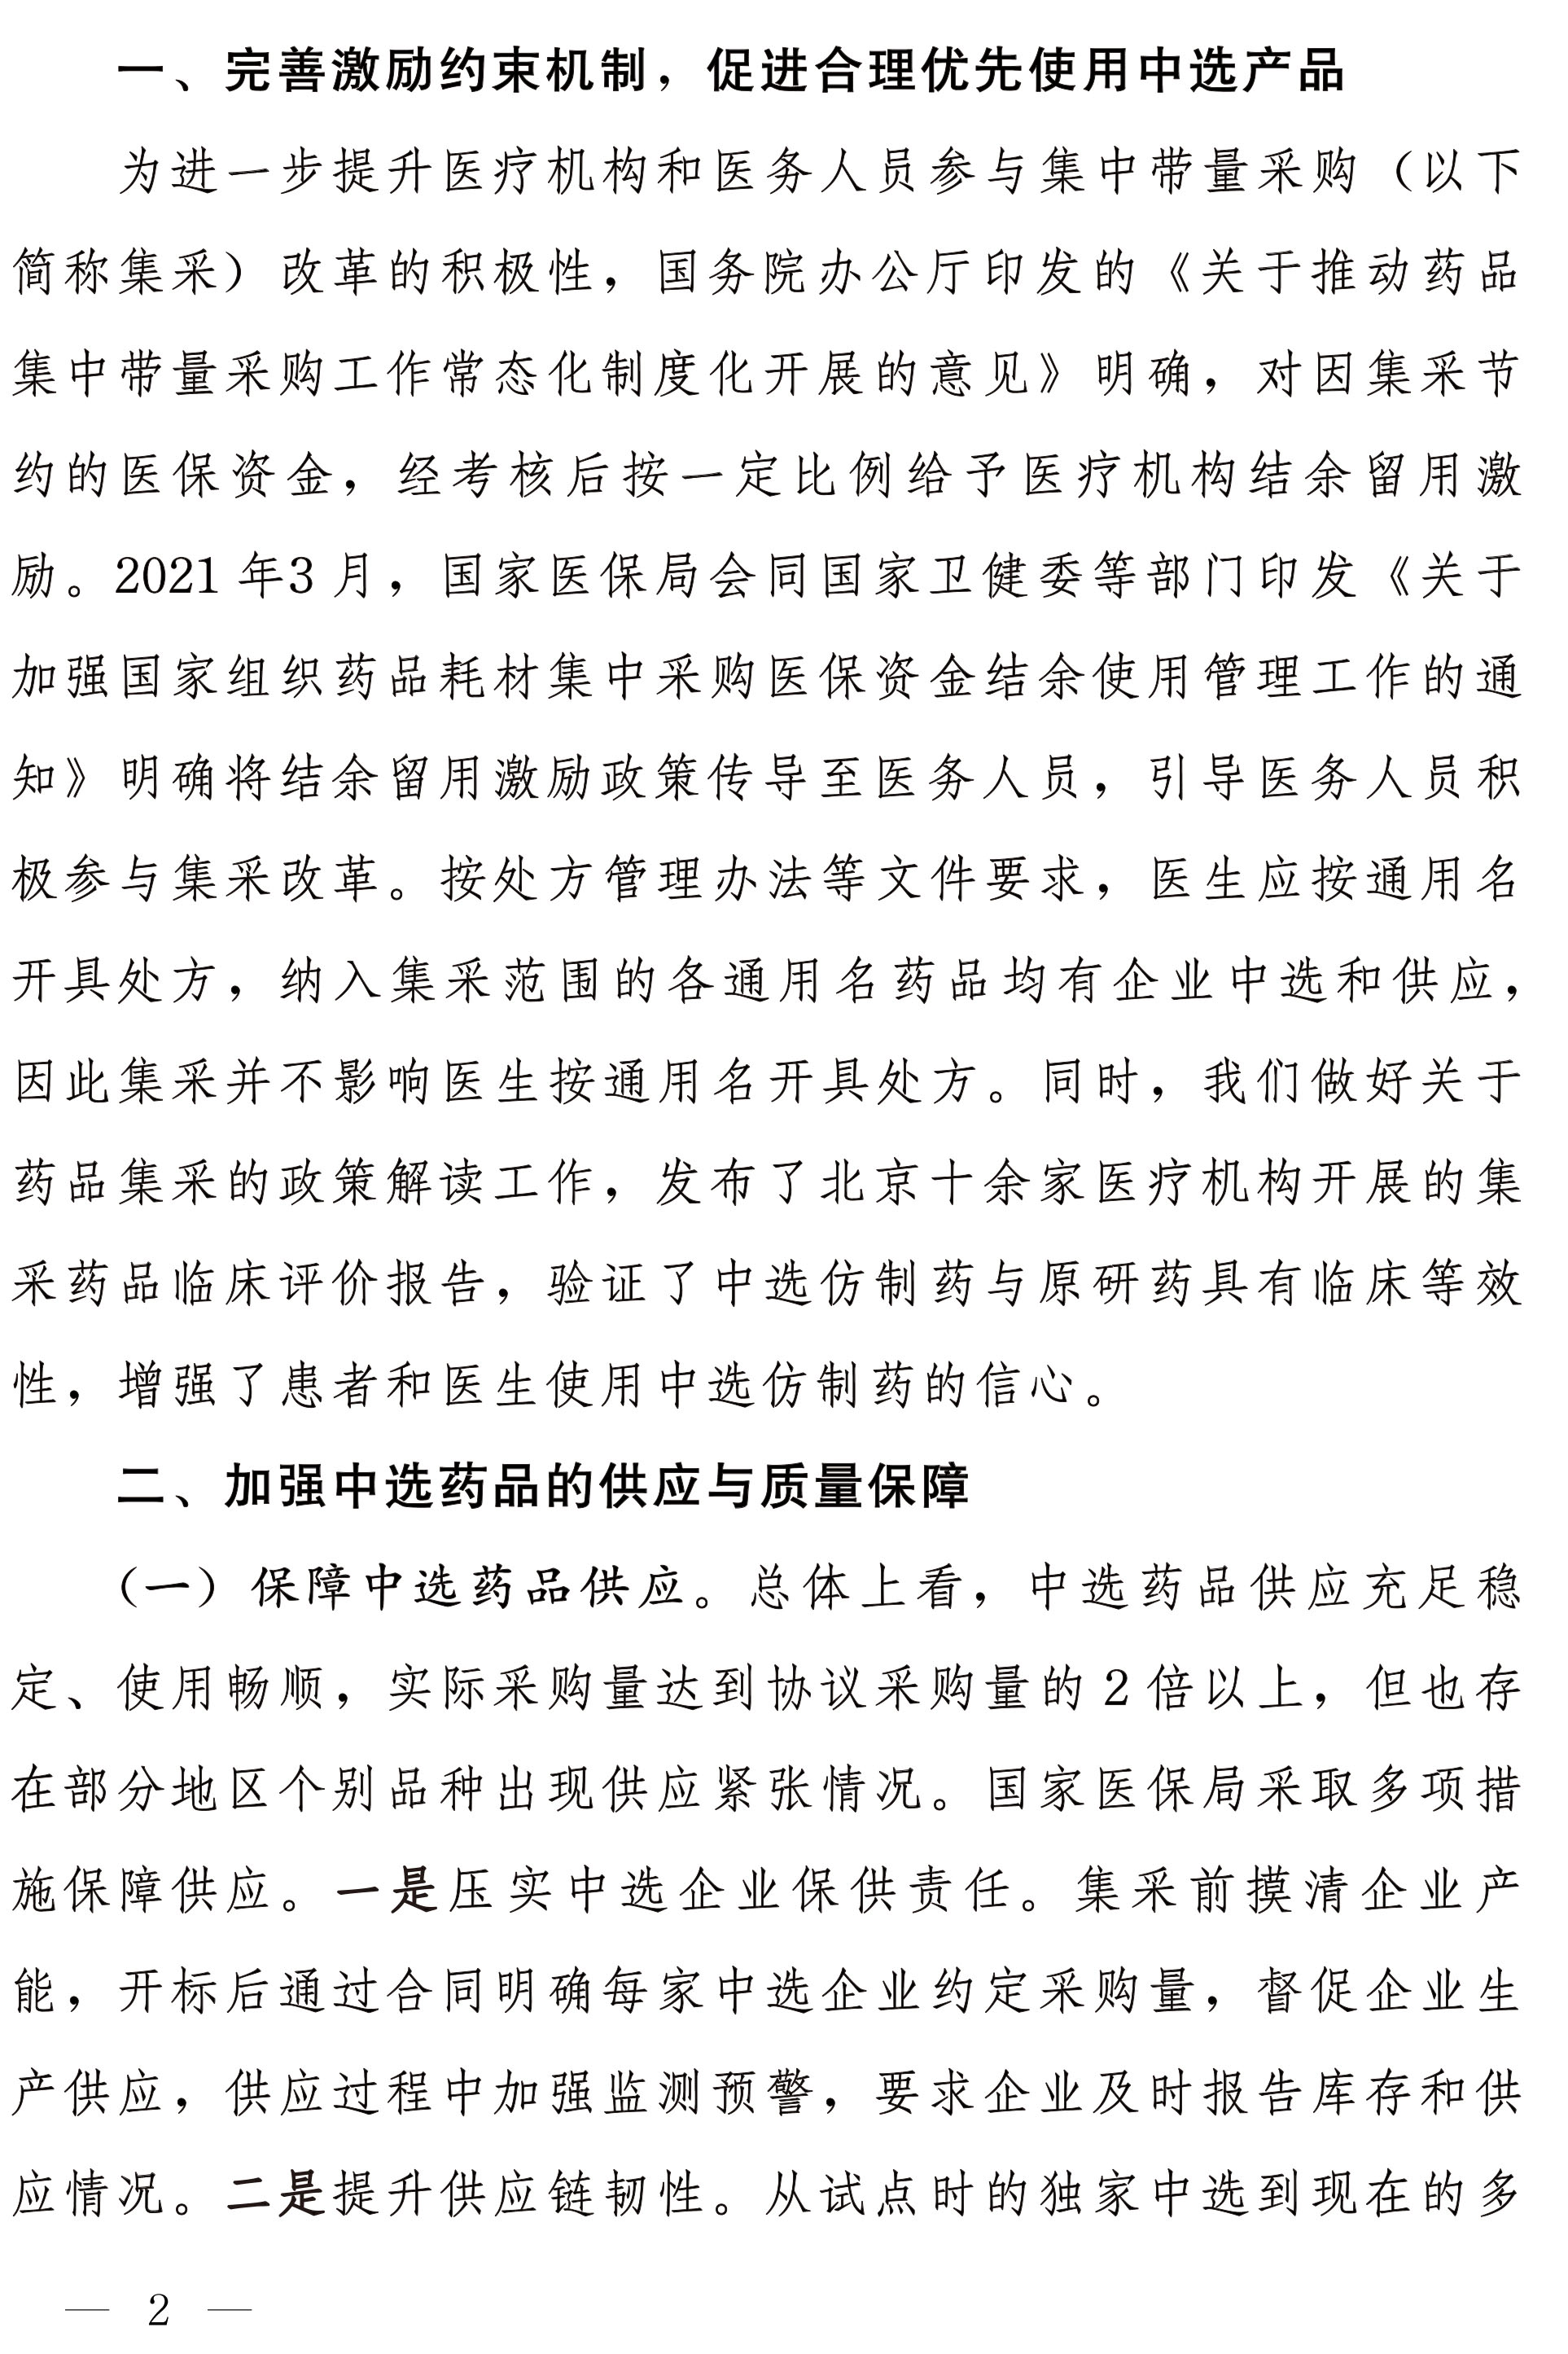 一、完善激励约束机制，促进合理优先使用中选产品
为进一步提升医疗机构和医务人员参与集中带量采购（以下
简称集采）改革的积极性，国务院办公厅印发的《关于推动药品
集中带量采购工作常态化制度化开展的意见》明确，对因集采节
约的医保资金，经考核后按一定比例给予医疗机构结余留用激
励。2021 年3 月，国家医保局会同国家卫健委等部门印发《关于
加强国家组织药品耗材集中采购医保资金结余使用管理工作的通
知》明确将结余留用激励政策传导至医务人员，引导医务人员积
极参与集采改革。按处方管理办法等文件要求，医生应按通用名
开具处方，纳入集采范围的各通用名药品均有企业中选和供应，
因此集采并不影响医生按通用名开具处方。同时，我们做好关于
药品集采的政策解读工作，发布了北京十余家医疗机构开展的集
采药品临床评价报告，验证了中选仿制药与原研药具有临床等效
性，增强了患者和医生使用中选仿制药的信心。
二、加强中选药品的供应与质量保障
（一）保障中选药品供应。总体上看，中选药品供应充足稳
定、使用畅顺，实际采购量达到协议采购量的 2 倍以上，但也存
在部分地区个别品种出现供应紧张情况。国家医保局采取多项措
施保障供应。一是压实中选企业保供责任。集采前摸清企业产
能，开标后通过合同明确每家中选企业约定采购量，督促企业生
产供应，供应过程中加强监测预警，要求企业及时报告库存和供
应情况。二是提升供应链韧性。从试点时的独家中选到现在的多
— 2 —